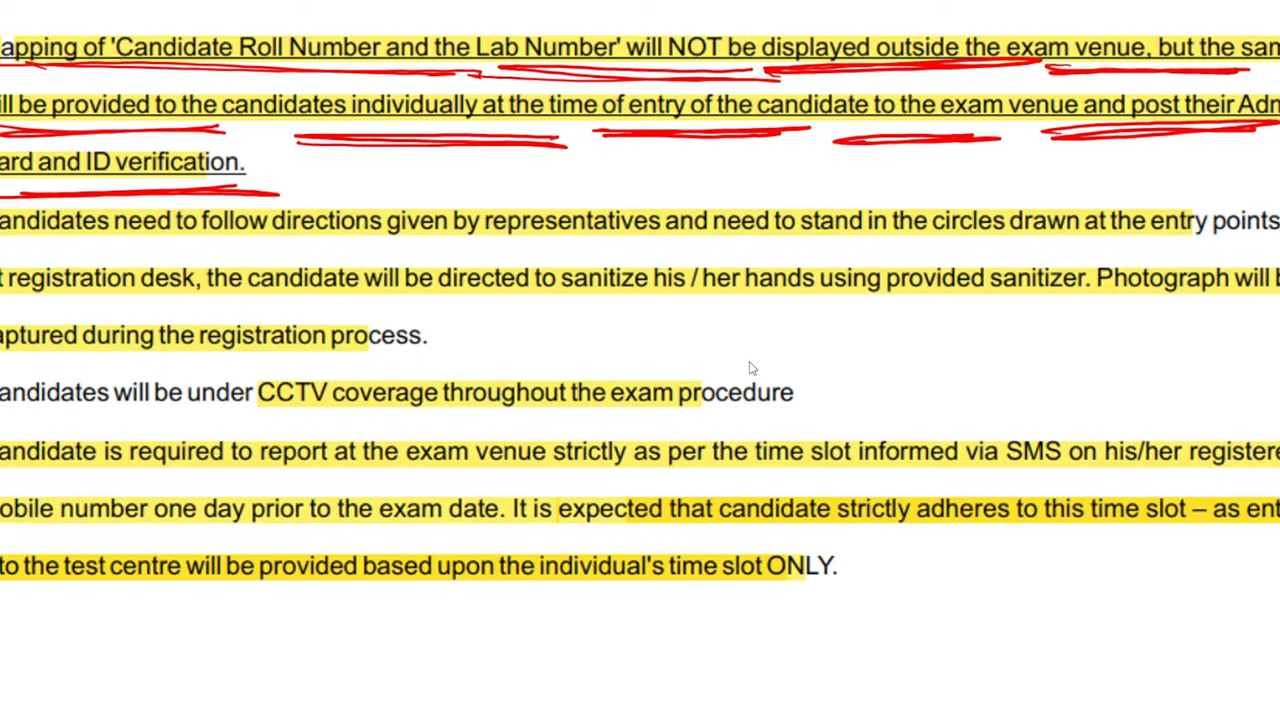 apping of 'Candidate Roll Number and the Lab Number' will NOT be displayed outside the exam venue, but the sam
ill be provided to the candidates individually at the time of entry of the candidate to the exam venue and post their Adm
ard and ID verification.
andidates need to follow directions given by representatives and need to stand in the circles drawn at the entry points
t registration desk, the candidate will be directed to sanitize his / her hands using provided sanitizer. Photograph will b
aptured during the registration process.
andidates will be under CCTV coverage throughout the exam procedure
andidate is required to report at the exam venue strictly as per the time slot informed via SMS on his/her registere
obile number one day prior to the exam date. It is expected that candidate strictly adheres to this time slot – as ent
to the test centre will be provided based upon the individual's time slot ONLY.